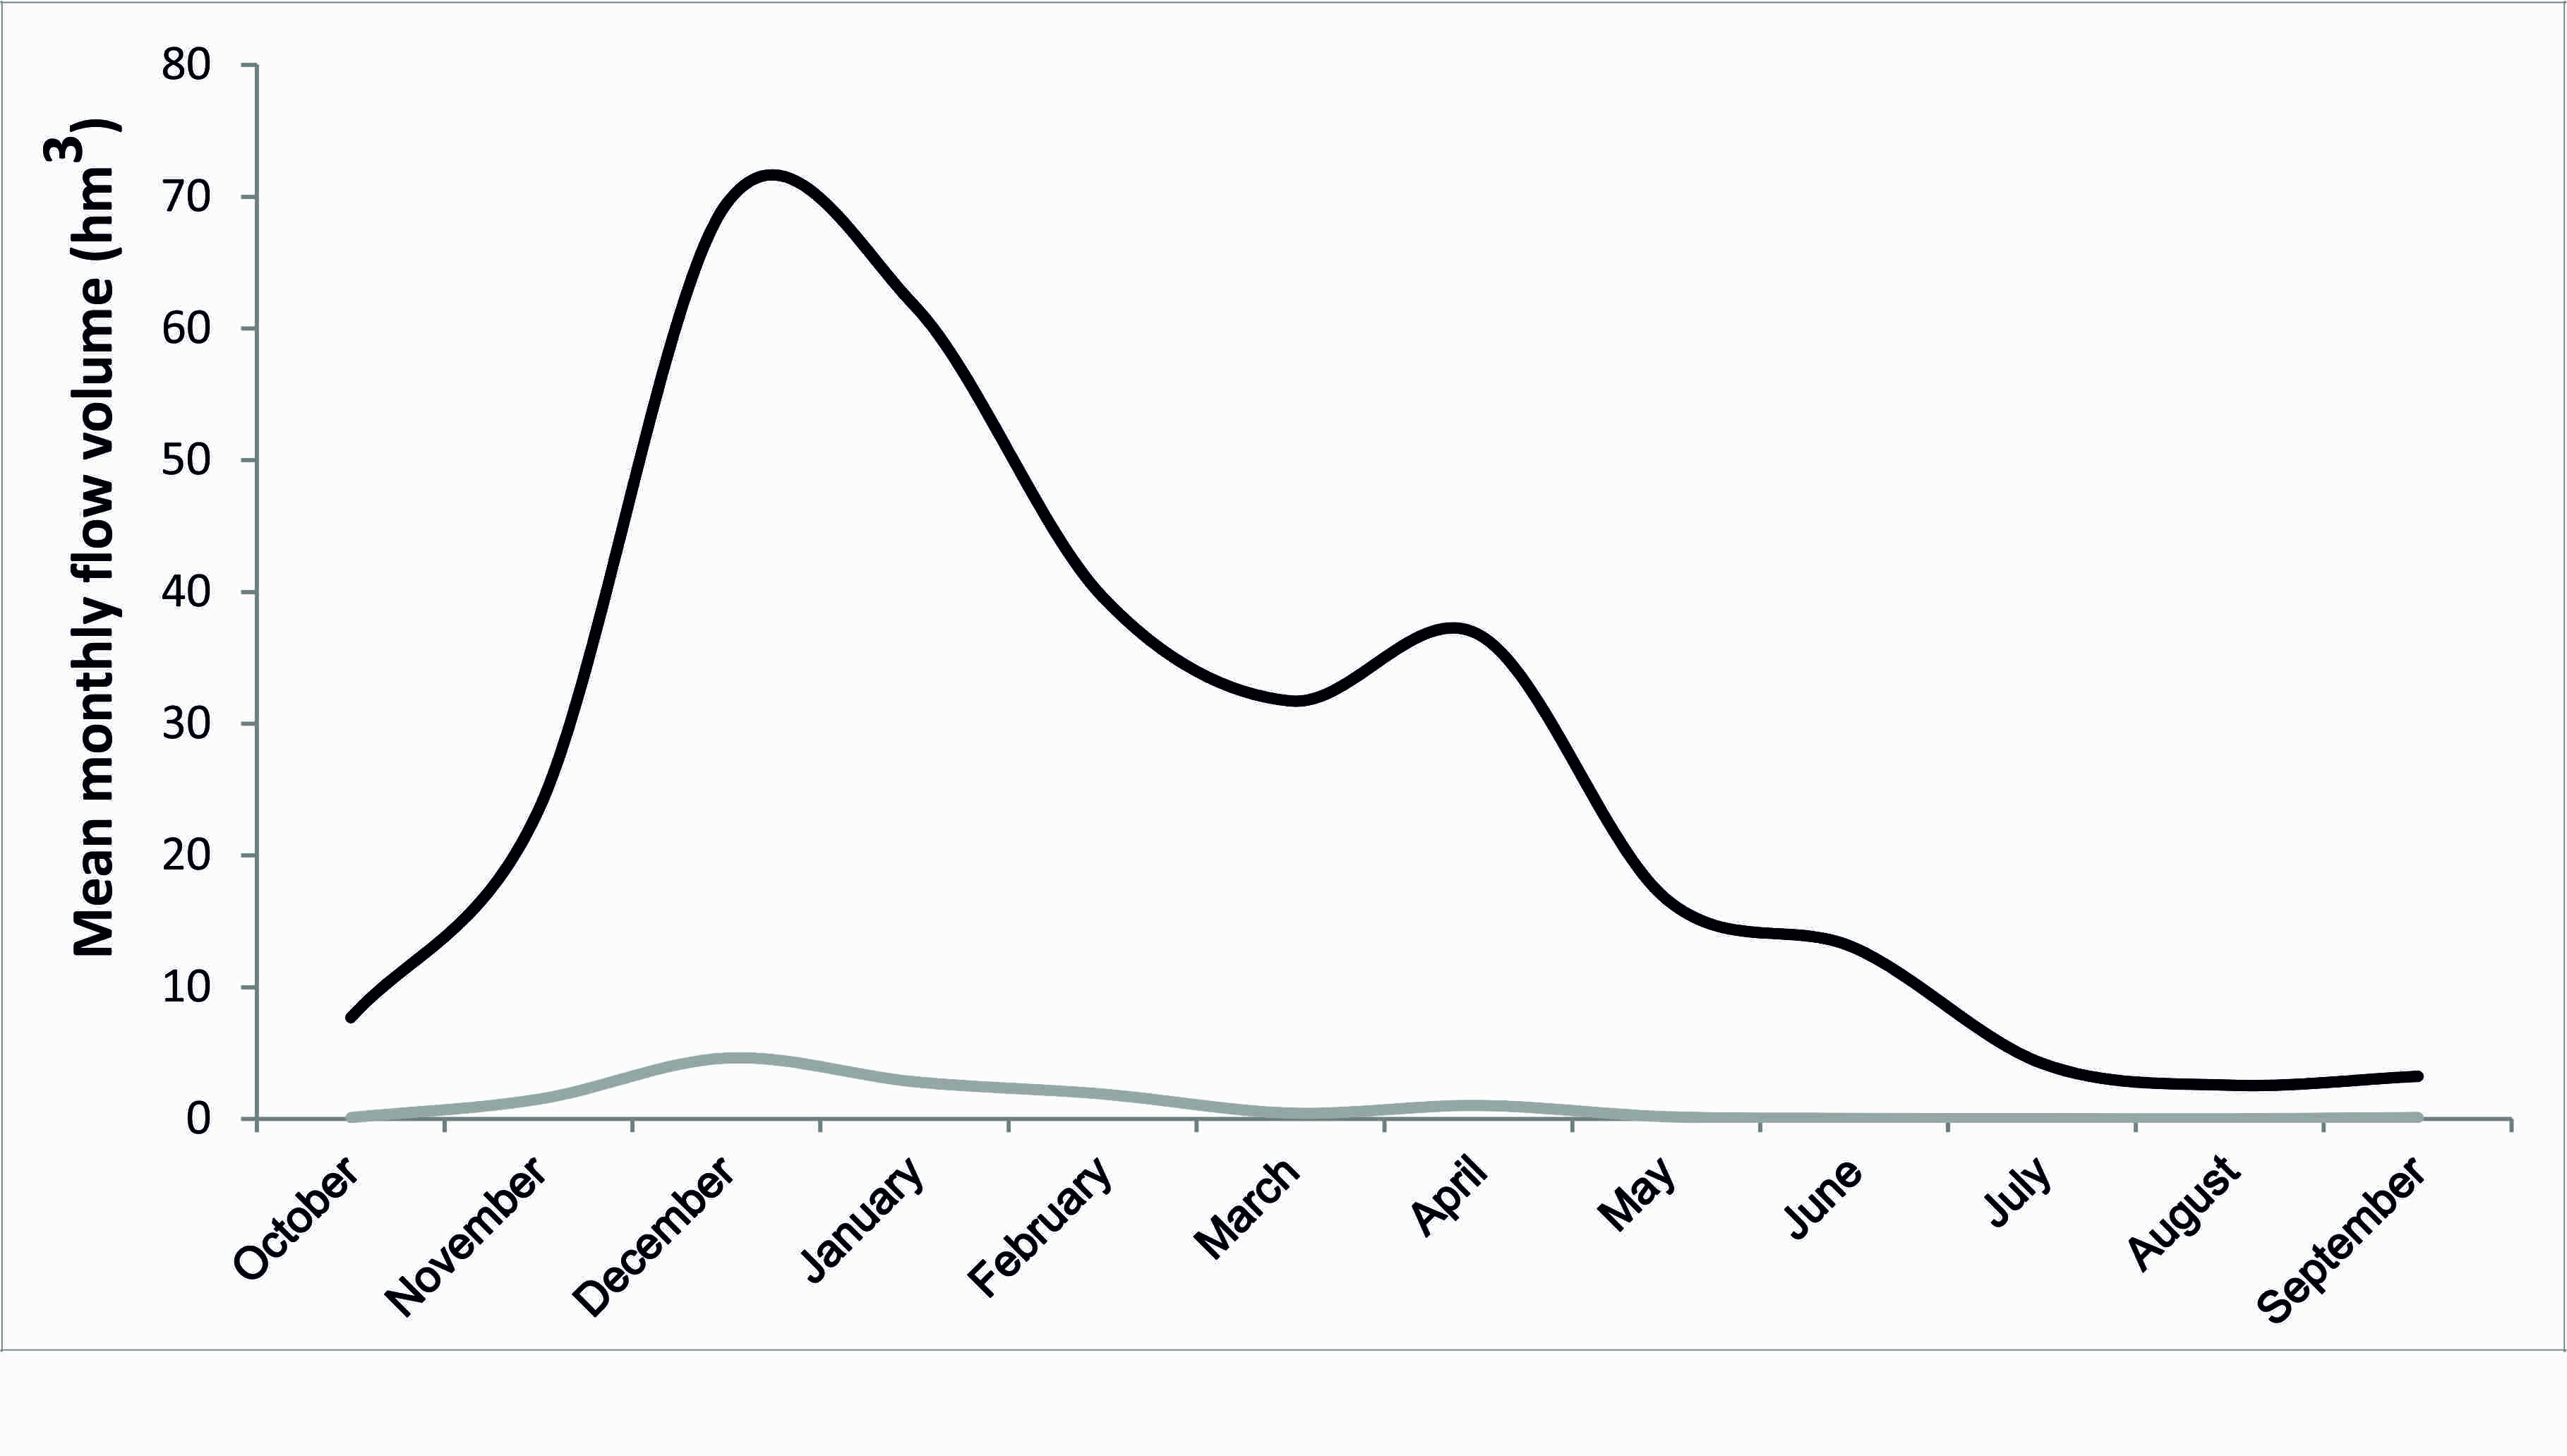 Mean monthly flow volume (hm³)
80
70
60
50
40
30
20
10
0
October
November
December
January
February
March
April
May
June
July
August
September